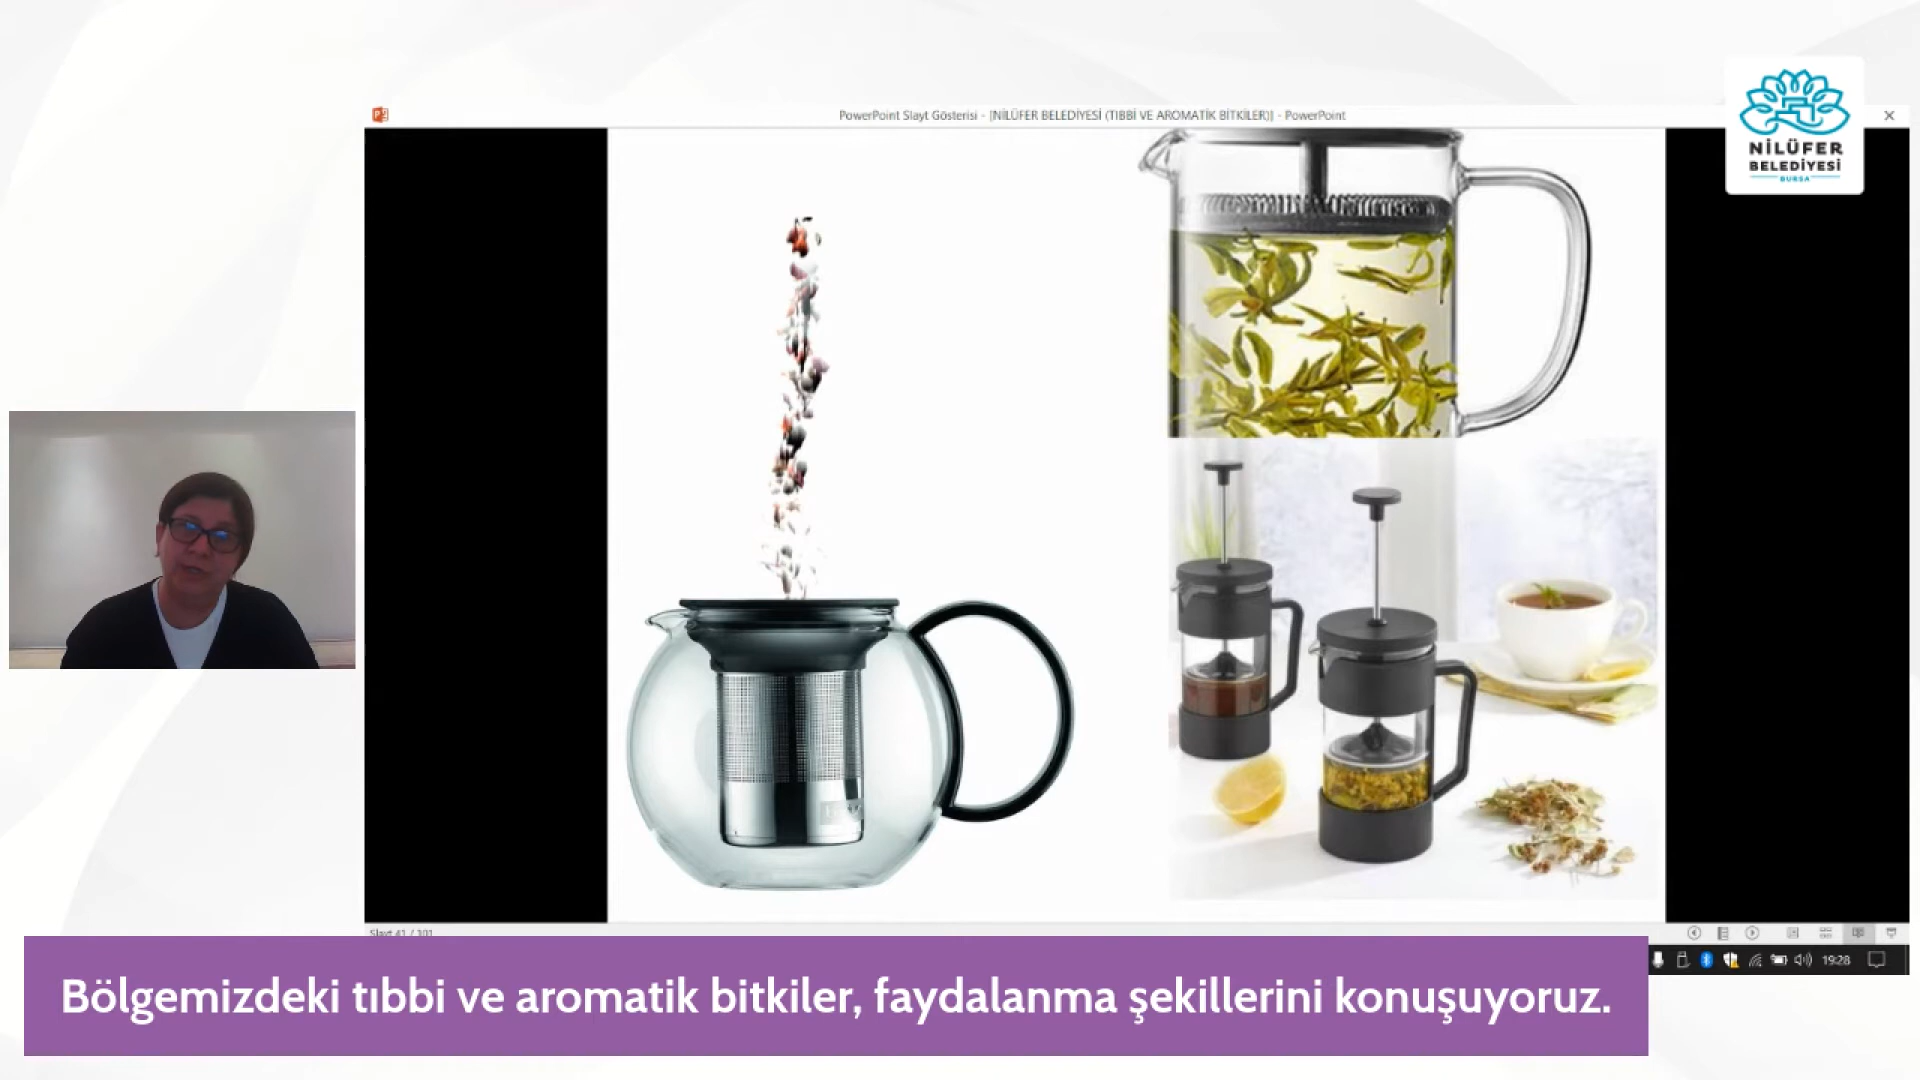 PowerPoint Slayt Gösterisi - [NİLÜFER BELEDİYESİ (TIBBİ VE AROMATİK BİTKİLER)] - PowerPoint
NİLÜFER
BELEDİYESİ
BURSA
Slayt 41 / 101
19:28
Bölgemizdeki tıbbi ve aromatik bitkiler, faydalanma şekillerini konuşuyoruz.